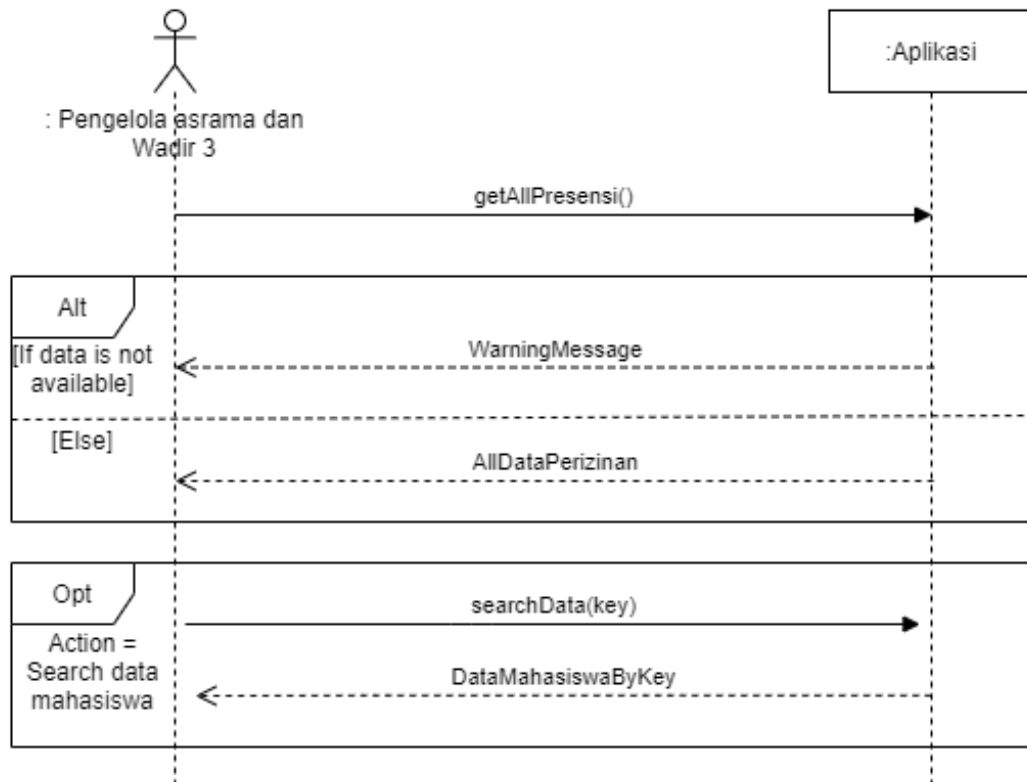 :Aplikasi
: Pengelola asrama dan
Wadir 3
getAllPresensi()
Alt
[If data is not
available]
WarningMessage
[Else]
AllDataPerizinan
Opt
Action =
Search data
mahasiswa
searchData(key)
DataMahasiswaByKey